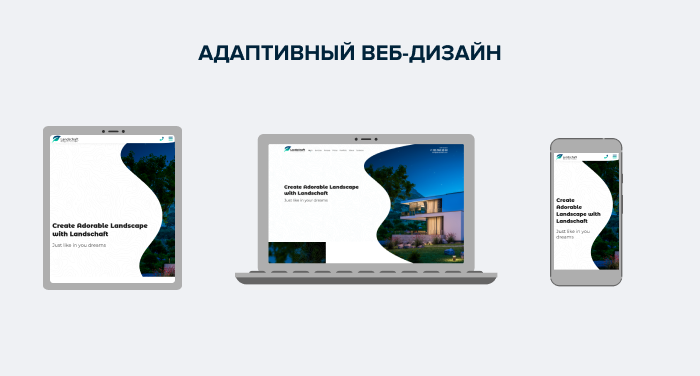 АДАПТИВНЫЙ ВЕБ-ДИЗАЙН
Landschaft
Create Adorable Landscape
with Landschaft
Just like in you dreams
Landschaft
Create Adorable Landscape
with Landschaft
Just like in your dreams
Landschaft
Create
Adorable
Landscape with
Landschaft
Just like in you
dreams